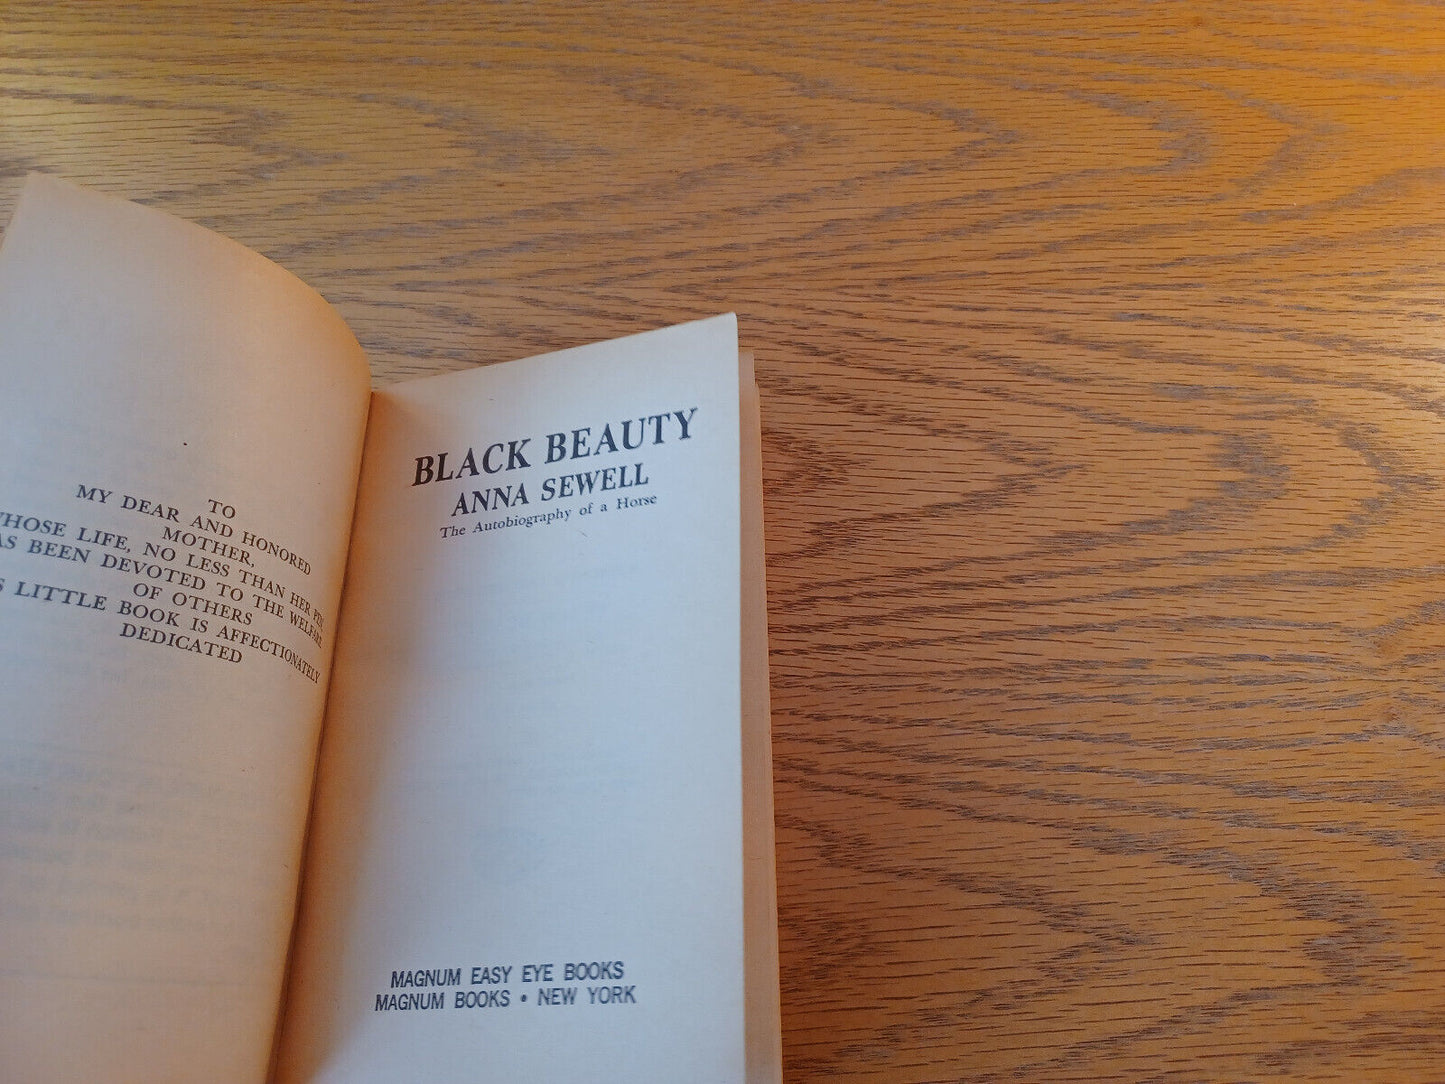 TO
MY DEAR AND HONORED
MOTHER,
WHOSE LIFE, NO LESS THAN HER PEN,
AS BEEN DEVOTED TO THE WELFARE
OF OTHERS
S LITTLE BOOK IS AFFECTIONATELY
DEDICATED
BLACK BEAUTY
ANNA SEWELL
The Autobiography of a Horse
MAGNUM EASY EYE BOOKS
MAGNUM BOOKS • NEW YORK